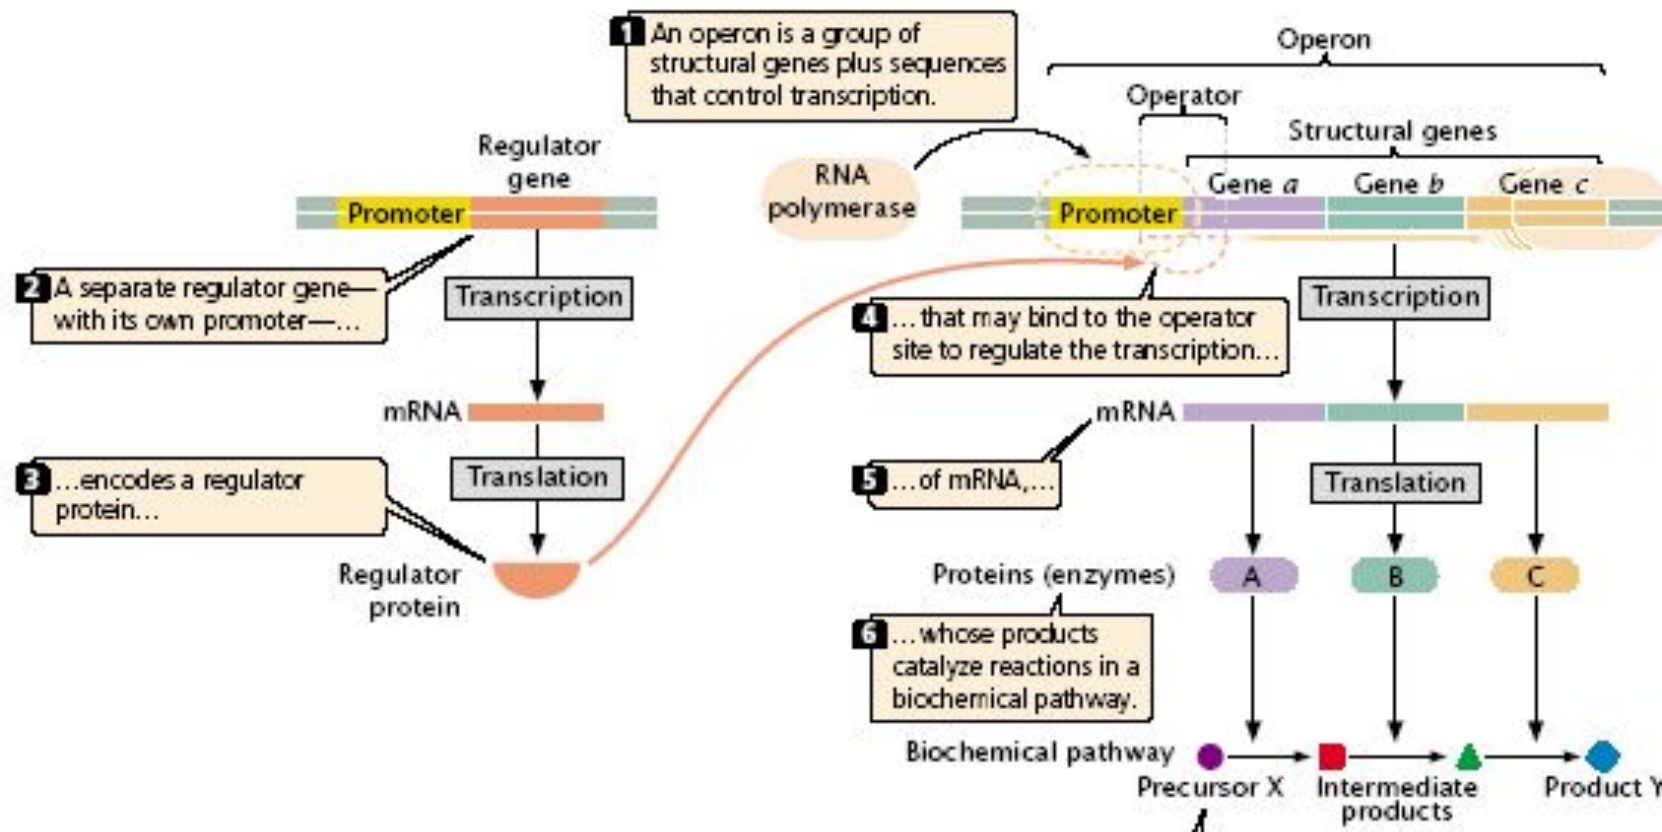 1 An operon is a group of
structural genes plus sequences
that control transcription.
Operon
Operator
Structural genes
Regulator
gene
RNA
polymerase
Gene a
Gene b
Gene c
Promoter
Promoter
2 A separate regulator gene—
with its own promoter—…
Transcription
4 …that may bind to the operator
site to regulate the transcription…
Transcription
mRNA
mRNA
3 …encodes a regulator
protein…
Translation
5 …of mRNA,…
Translation
Regulator
protein
Proteins (enzymes)
A
B
C
6 …whose products
catalyze reactions in a
biochemical pathway.
Biochemical pathway
Precursor X
Intermediate
products
Product Y